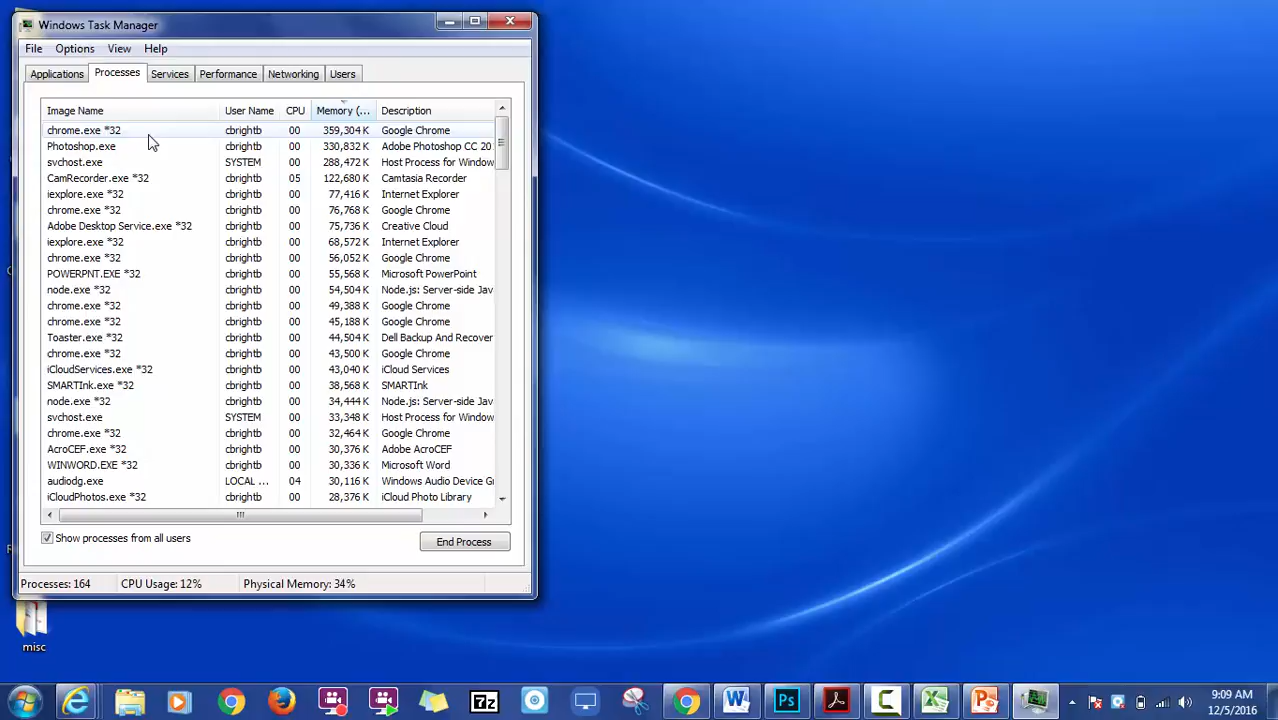 Windows Task Manager
File Options View Help
Applications Processes Services Performance Networking Users
Image Name User Name CPU Memory (... Description
chrome.exe *32 cbrightb 00 359,304 K Google Chrome
Photoshop.exe cbrightb 00 330,832 K Adobe Photoshop CC 20
svchost.exe SYSTEM 00 288,472 K Host Process for Window
CamRecorder.exe *32 cbrightb 05 122,680 K Camtasia Recorder
iexplore.exe *32 cbrightb 00 77,416 K Internet Explorer
chrome.exe *32 cbrightb 00 76,768 K Google Chrome
Adobe Desktop Service.exe *32 cbrightb 00 75,736 K Creative Cloud
iexplore.exe *32 cbrightb 00 68,572 K Internet Explorer
chrome.exe *32 cbrightb 00 56,052 K Google Chrome
POWERPNT.EXE *32 cbrightb 00 55,568 K Microsoft PowerPoint
node.exe *32 cbrightb 00 54,504 K Node.js: Server-side Jav
chrome.exe *32 cbrightb 00 49,388 K Google Chrome
chrome.exe *32 cbrightb 00 45,188 K Google Chrome
Toaster.exe *32 cbrightb 00 44,504 K Dell Backup And Recover
chrome.exe *32 cbrightb 00 43,500 K Google Chrome
iCloudServices.exe *32 cbrightb 00 43,040 K iCloud Services
SMARTInk.exe *32 cbrightb 00 38,568 K SMARTInk
node.exe *32 cbrightb 00 34,444 K Node.js: Server-side Jav
svchost.exe SYSTEM 00 33,348 K Host Process for Window
chrome.exe *32 cbrightb 00 32,464 K Google Chrome
AcroCEF.exe *32 cbrightb 00 30,376 K Adobe AcroCEF
WINWORD.EXE *32 cbrightb 00 30,336 K Microsoft Word
audiodg.exe LOCAL ... 04 30,116 K Windows Audio Device G
iCloudPhotos.exe *32 cbrightb 00 28,376 K iCloud Photo Library
Show processes from all users End Process
Processes: 164 CPU Usage: 12% Physical Memory: 34%
misc
7z
Ps
9:09 AM
12/5/2016